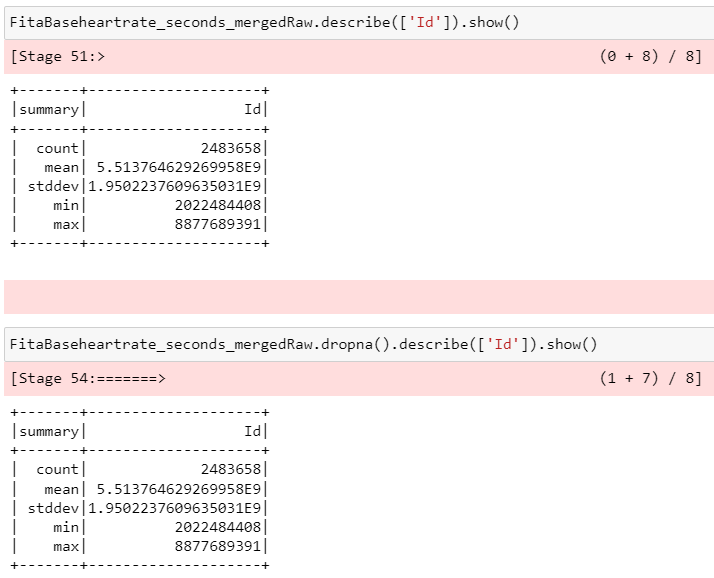 FitaBaseheartrate_seconds_mergedRaw.describe(['Id']).show()
[Stage 51:>                                                         (0 + 8) / 8]
+-------+--------------------+
|summary|                  Id|
+-------+--------------------+
|  count|             2483658|
|   mean| 5.513764629269958E9|
| stddev|1.9502237609635031E9|
|    min|          2022484408|
|    max|          8877689391|
+-------+--------------------+
FitaBaseheartrate_seconds_mergedRaw.dropna().describe(['Id']).show()
[Stage 54:=======>                                                  (1 + 7) / 8]
+-------+--------------------+
|summary|                  Id|
+-------+--------------------+
|  count|             2483658|
|   mean| 5.513764629269958E9|
| stddev|1.9502237609635031E9|
|    min|          2022484408|
|    max|          8877689391|
+-------+--------------------+